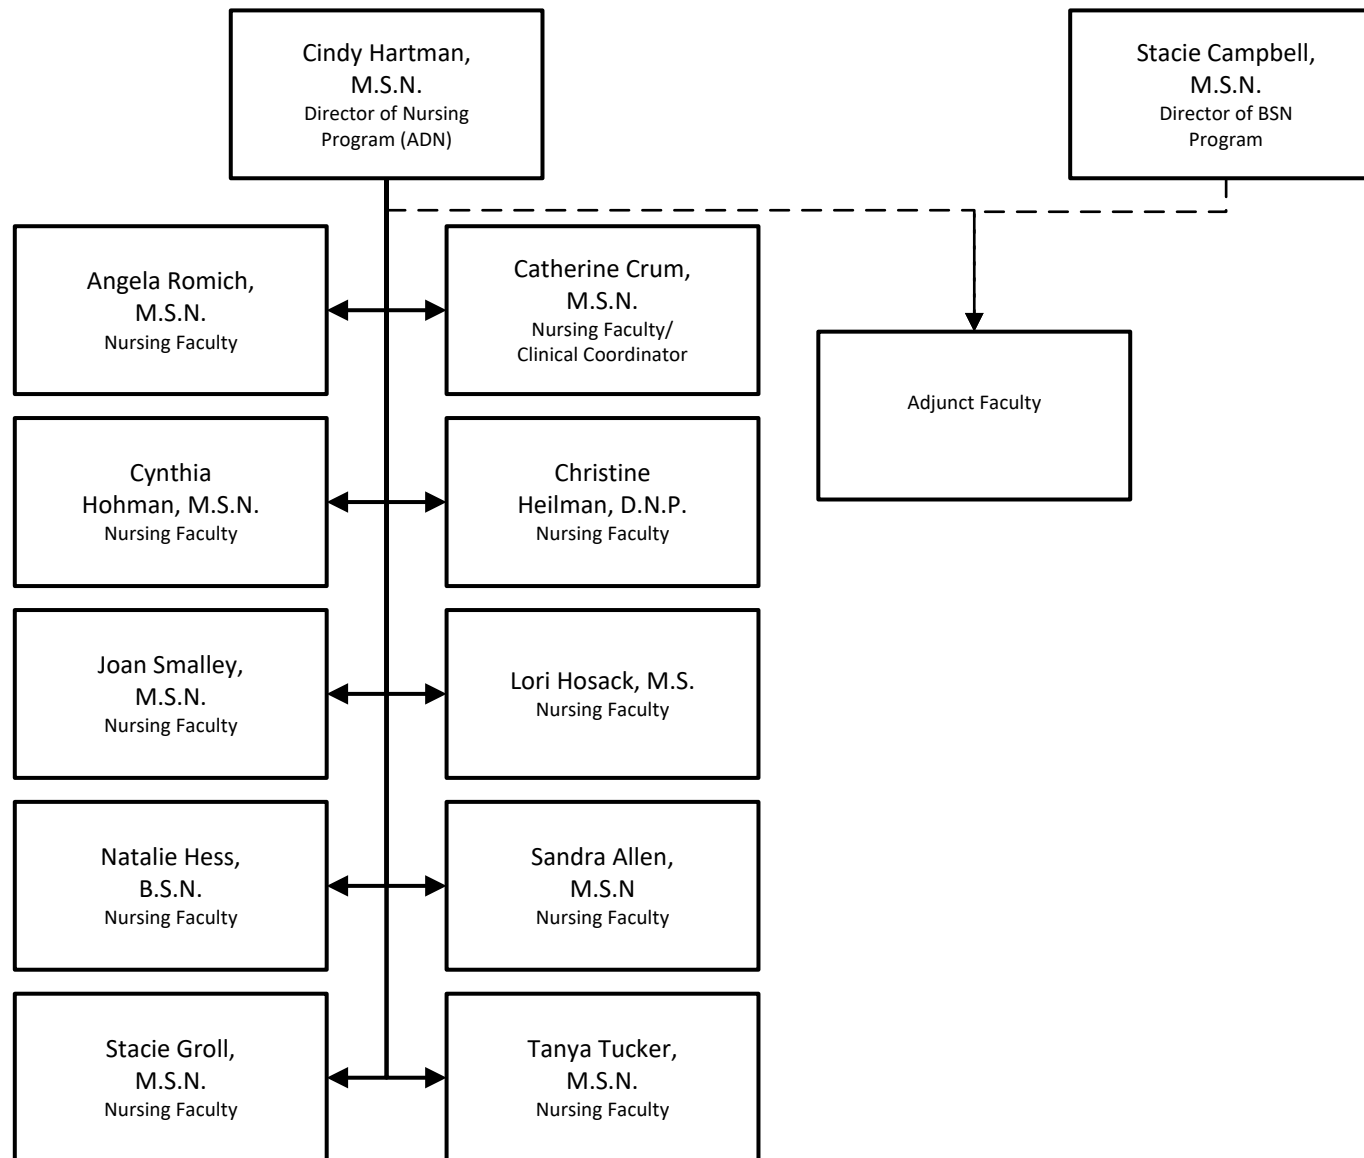 Cindy Hartman,
M.S.N.
Director of Nursing
Program (ADN)
Stacie Campbell,
M.S.N.
Director of BSN
Program
Angela Romich,
M.S.N.
Nursing Faculty
Catherine Crum,
M.S.N.
Nursing Faculty/
Clinical Coordinator
Adjunct Faculty
Cynthia
Hohman, M.S.N.
Nursing Faculty
Christine
Heilman, D.N.P.
Nursing Faculty
Joan Smalley,
M.S.N.
Nursing Faculty
Lori Hosack, M.S.
Nursing Faculty
Natalie Hess,
B.S.N.
Nursing Faculty
Sandra Allen,
M.S.N
Nursing Faculty
Stacie Groll,
M.S.N.
Nursing Faculty
Tanya Tucker,
M.S.N.
Nursing Faculty